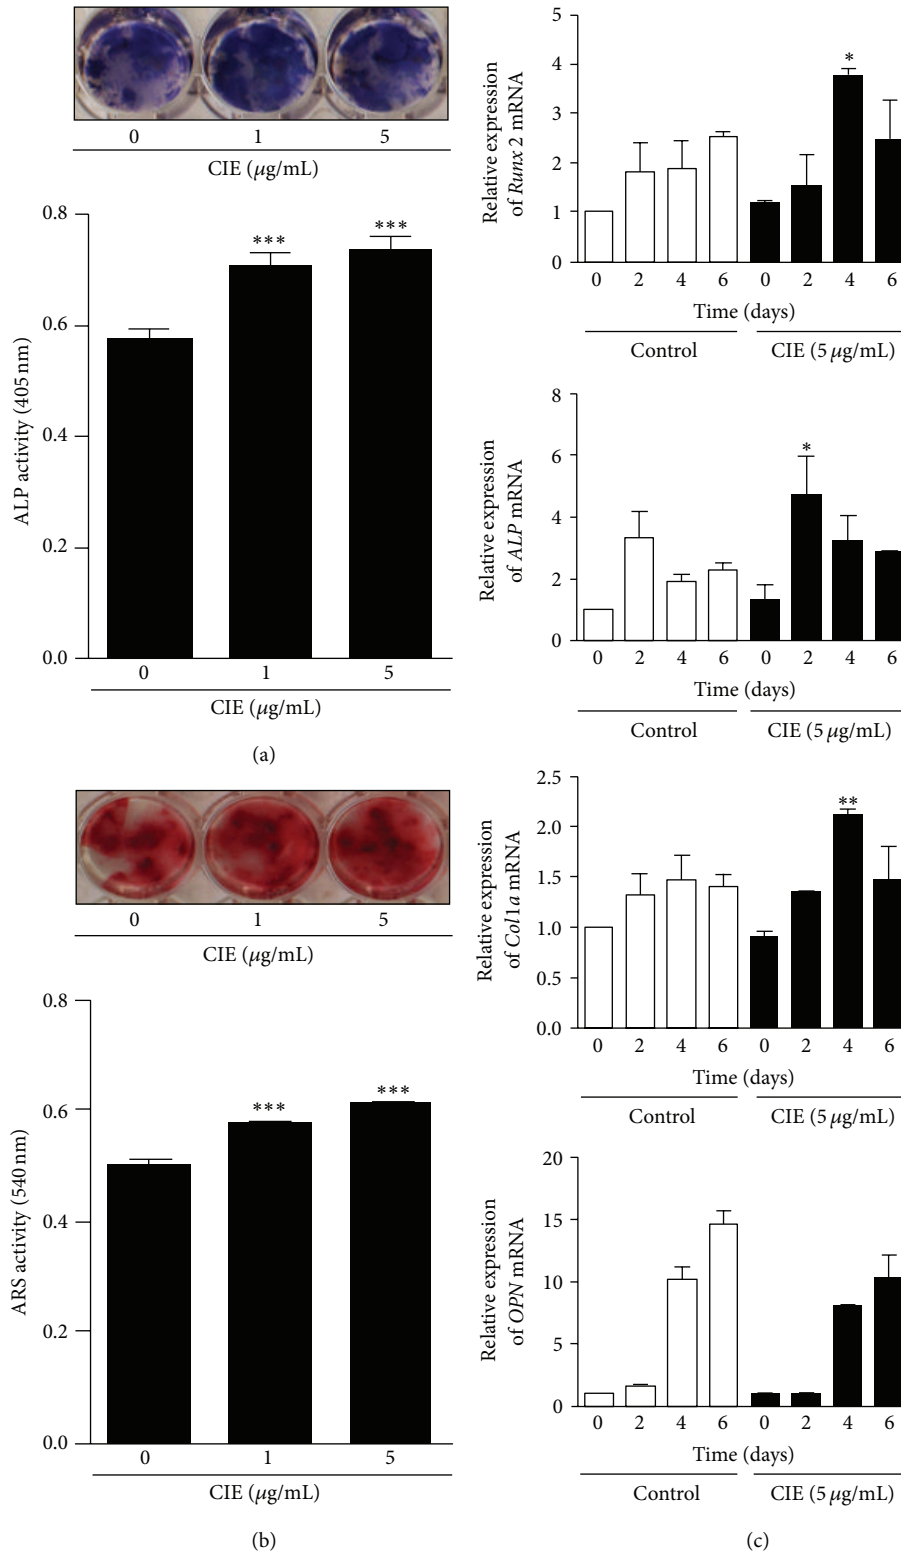 0 1 5
CIE (μg/mL)
0.8
0.6
0.4
0.2
0.0
ALP activity (405 nm)
***
***
0 1 5
CIE (μg/mL)
(a)
0 1 5
CIE (μg/mL)
0.8
0.6
0.4
0.2
0.0
ARS activity (540 nm)
***
***
0 1 5
CIE (μg/mL)
(b)
Relative expression
of Runx 2 mRNA
5
4
3
2
1
0
*
0 2 4 6 0 2 4 6
Time (days)
Control CIE (5 μg/mL)
Relative expression
of ALP mRNA
8
6
4
2
0
*
0 2 4 6 0 2 4 6
Time (days)
Control CIE (5 μg/mL)
Relative expression
of Col1a mRNA
2.5
2.0
1.5
1.0
0.5
0.0
**
0 2 4 6 0 2 4 6
Time (days)
Control CIE (5 μg/mL)
Relative expression
of OPN mRNA
20
15
10
5
0
0 2 4 6 0 2 4 6
Time (days)
Control CIE (5 μg/mL)
(c)